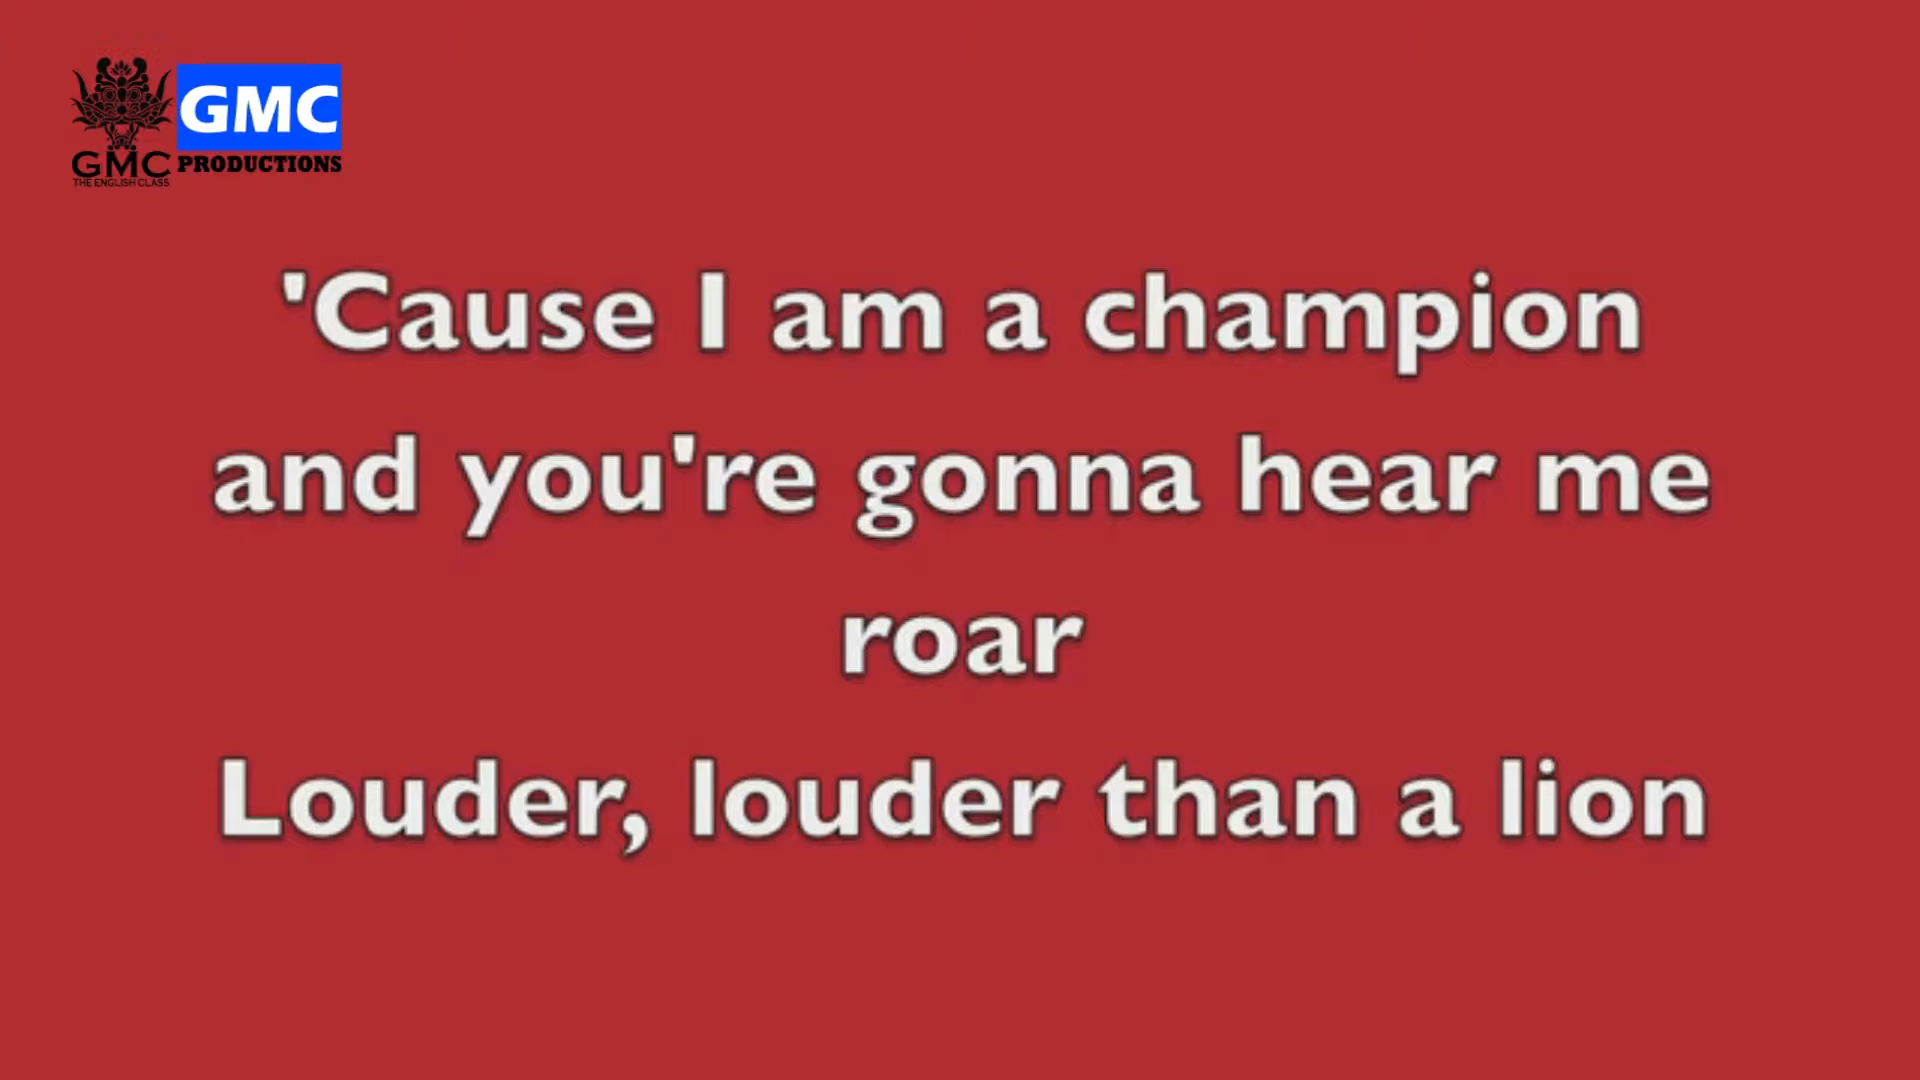 GMC
GMC
THE ENGLISH CLASS
PRODUCTIONS
'Cause I am a champion
and you're gonna hear me
roar
Louder, louder than a lion